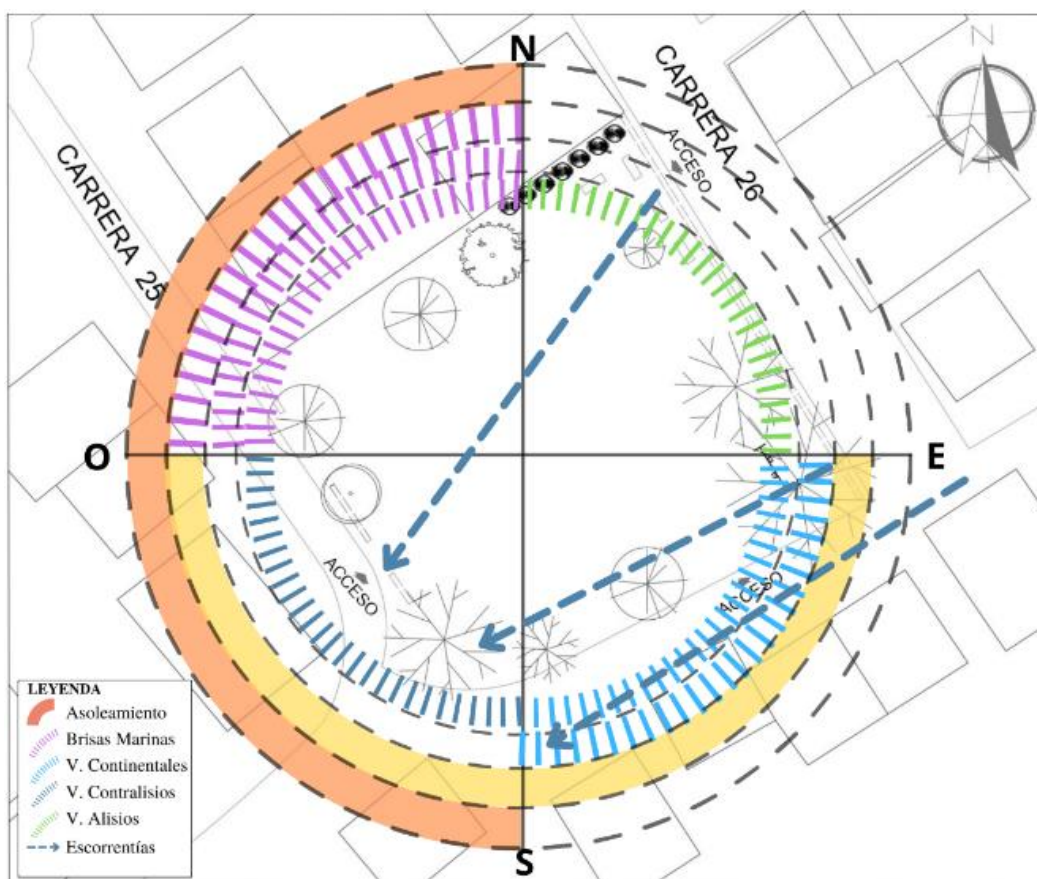 N
N
CARRERA 26
ACCESO
CARRERA 25
O
E
ACCESO
ACCESO
S
LEYENDA
Asoleamiento
Brisas Marinas
V. Continentales
V. Contralisios
V. Alisios
Escorrentías